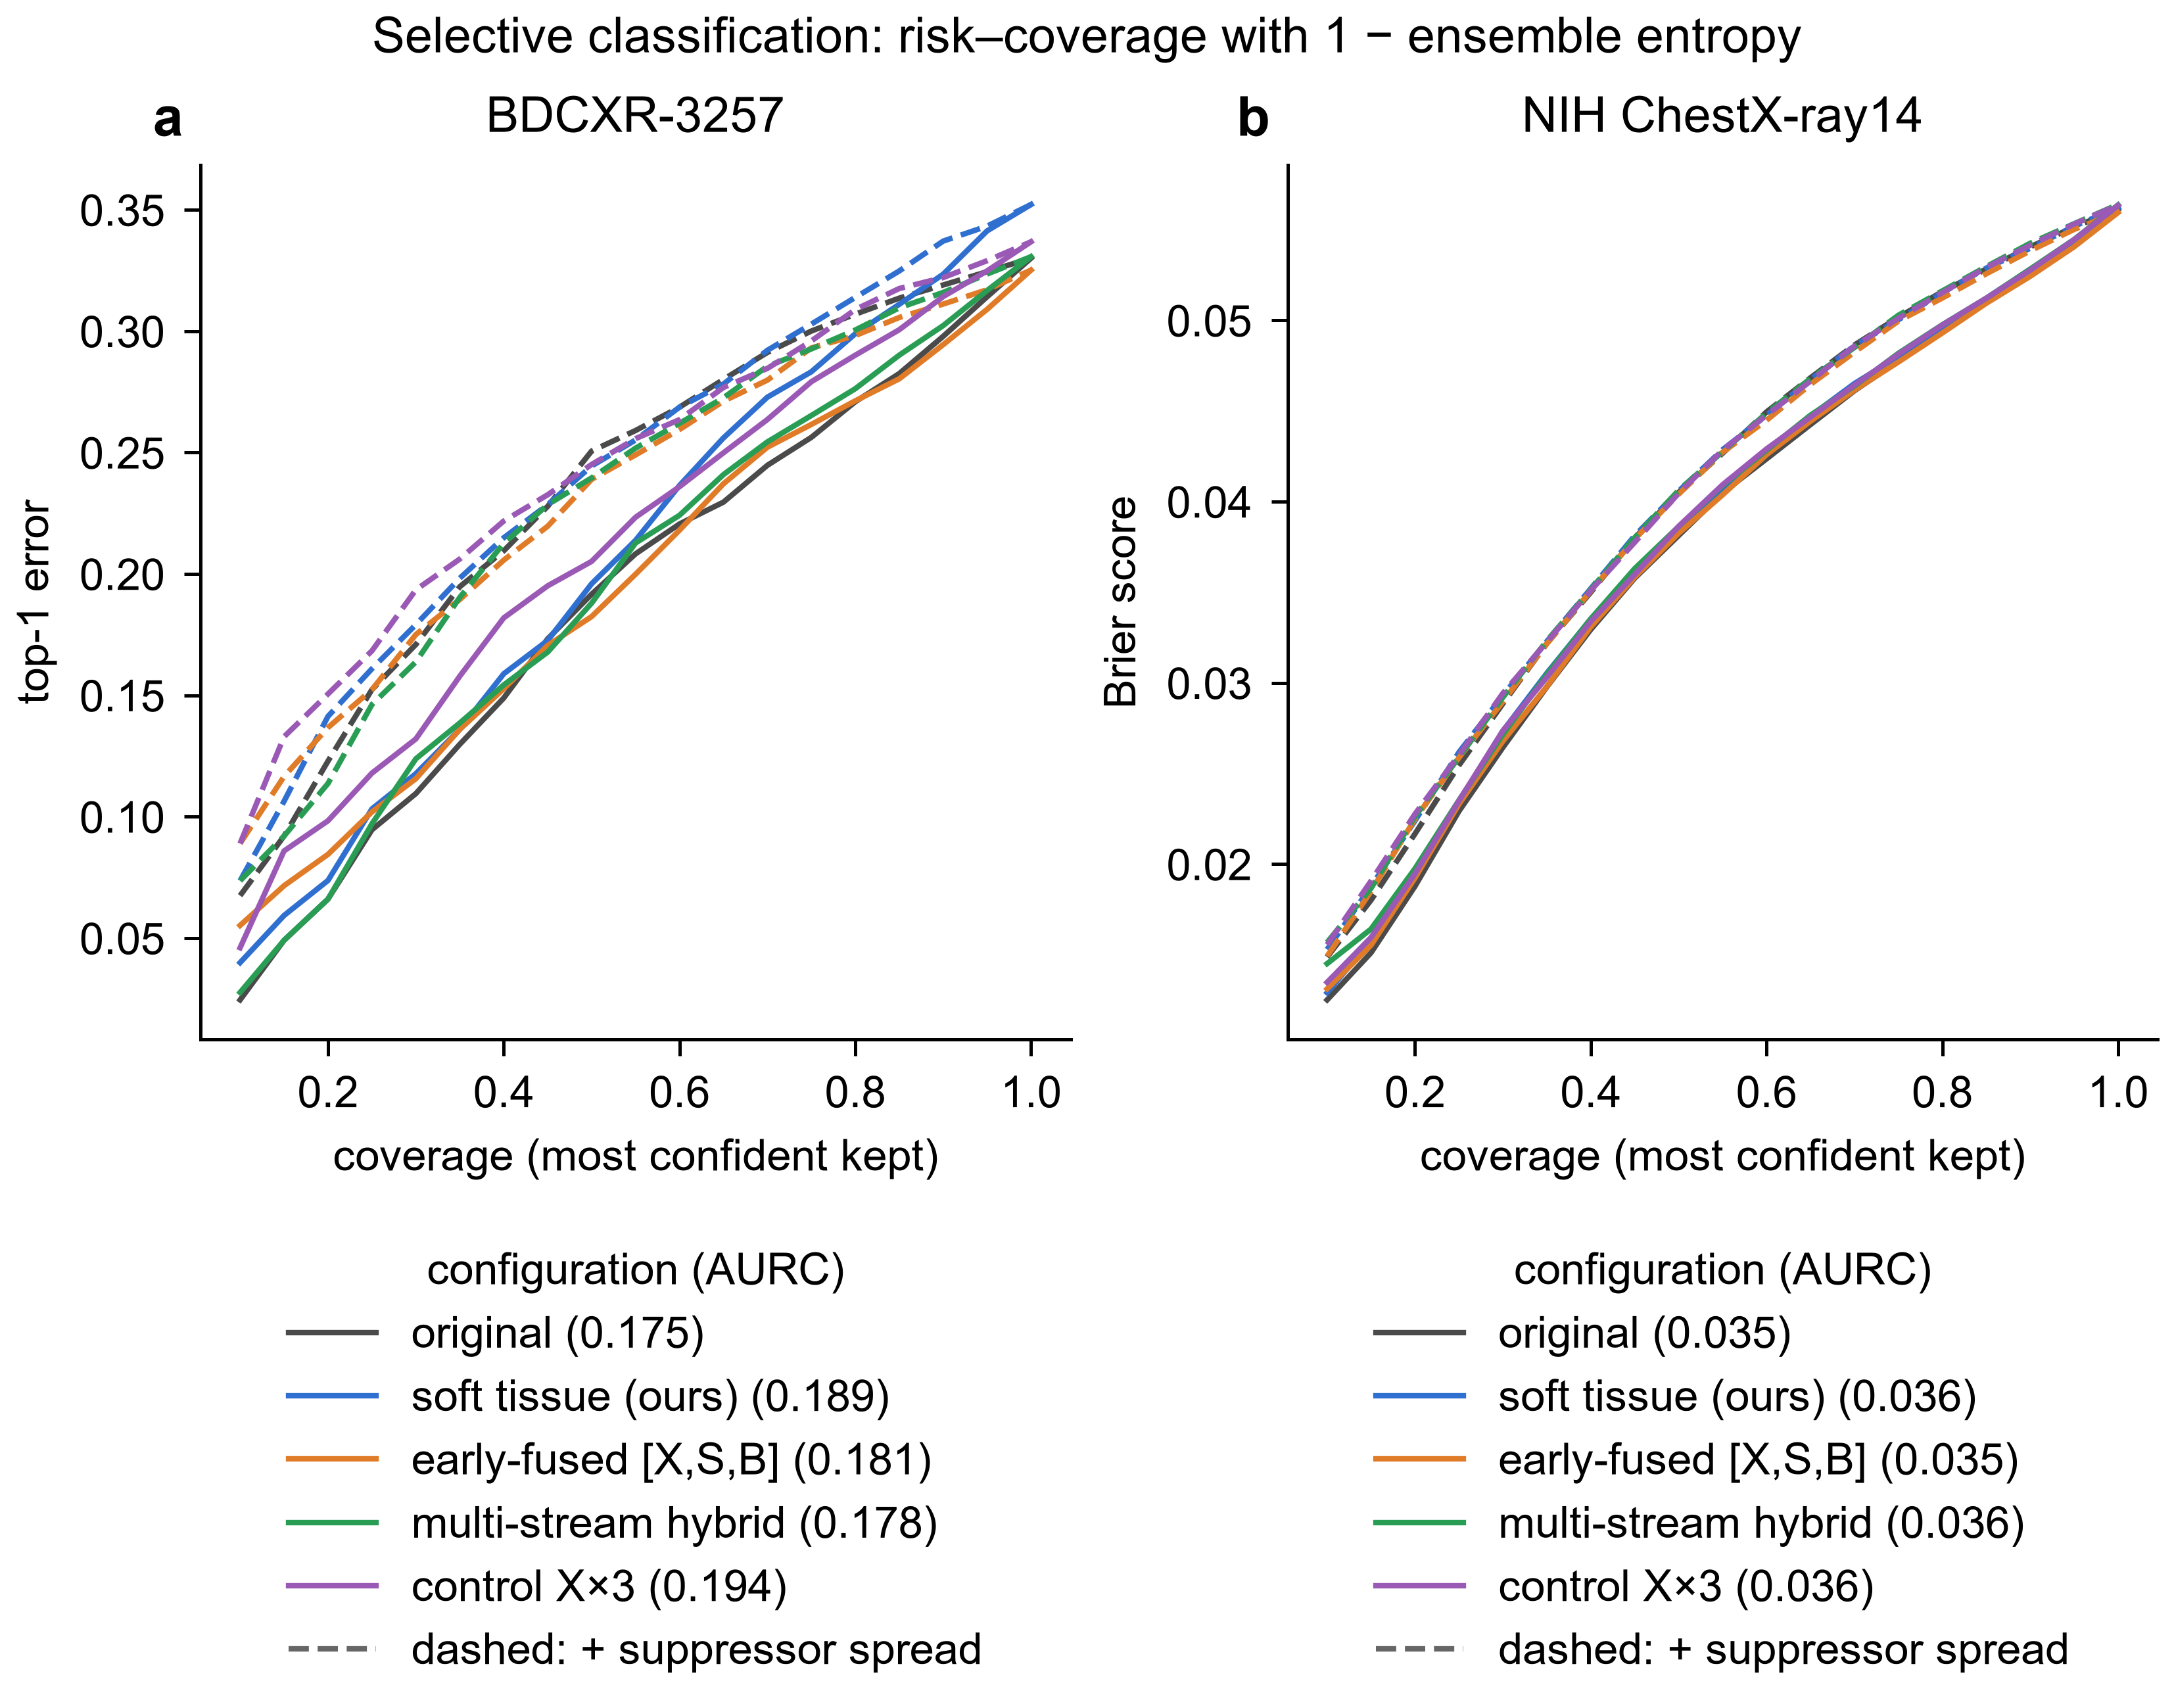 Selective classification: risk–coverage with 1 − ensemble entropy
a
BDCXR-3257
0.35
0.30
0.25
0.20
0.15
0.10
0.05
top-1 error
0.2
0.4
0.6
0.8
1.0
coverage (most confident kept)
configuration (AURC)
original (0.175)
soft tissue (ours) (0.189)
early-fused [X,S,B] (0.181)
multi-stream hybrid (0.178)
control X×3 (0.194)
dashed: + suppressor spread
b
NIH ChestX-ray14
0.05
0.04
0.03
0.02
Brier score
0.2
0.4
0.6
0.8
1.0
coverage (most confident kept)
configuration (AURC)
original (0.035)
soft tissue (ours) (0.036)
early-fused [X,S,B] (0.035)
multi-stream hybrid (0.036)
control X×3 (0.036)
dashed: + suppressor spread